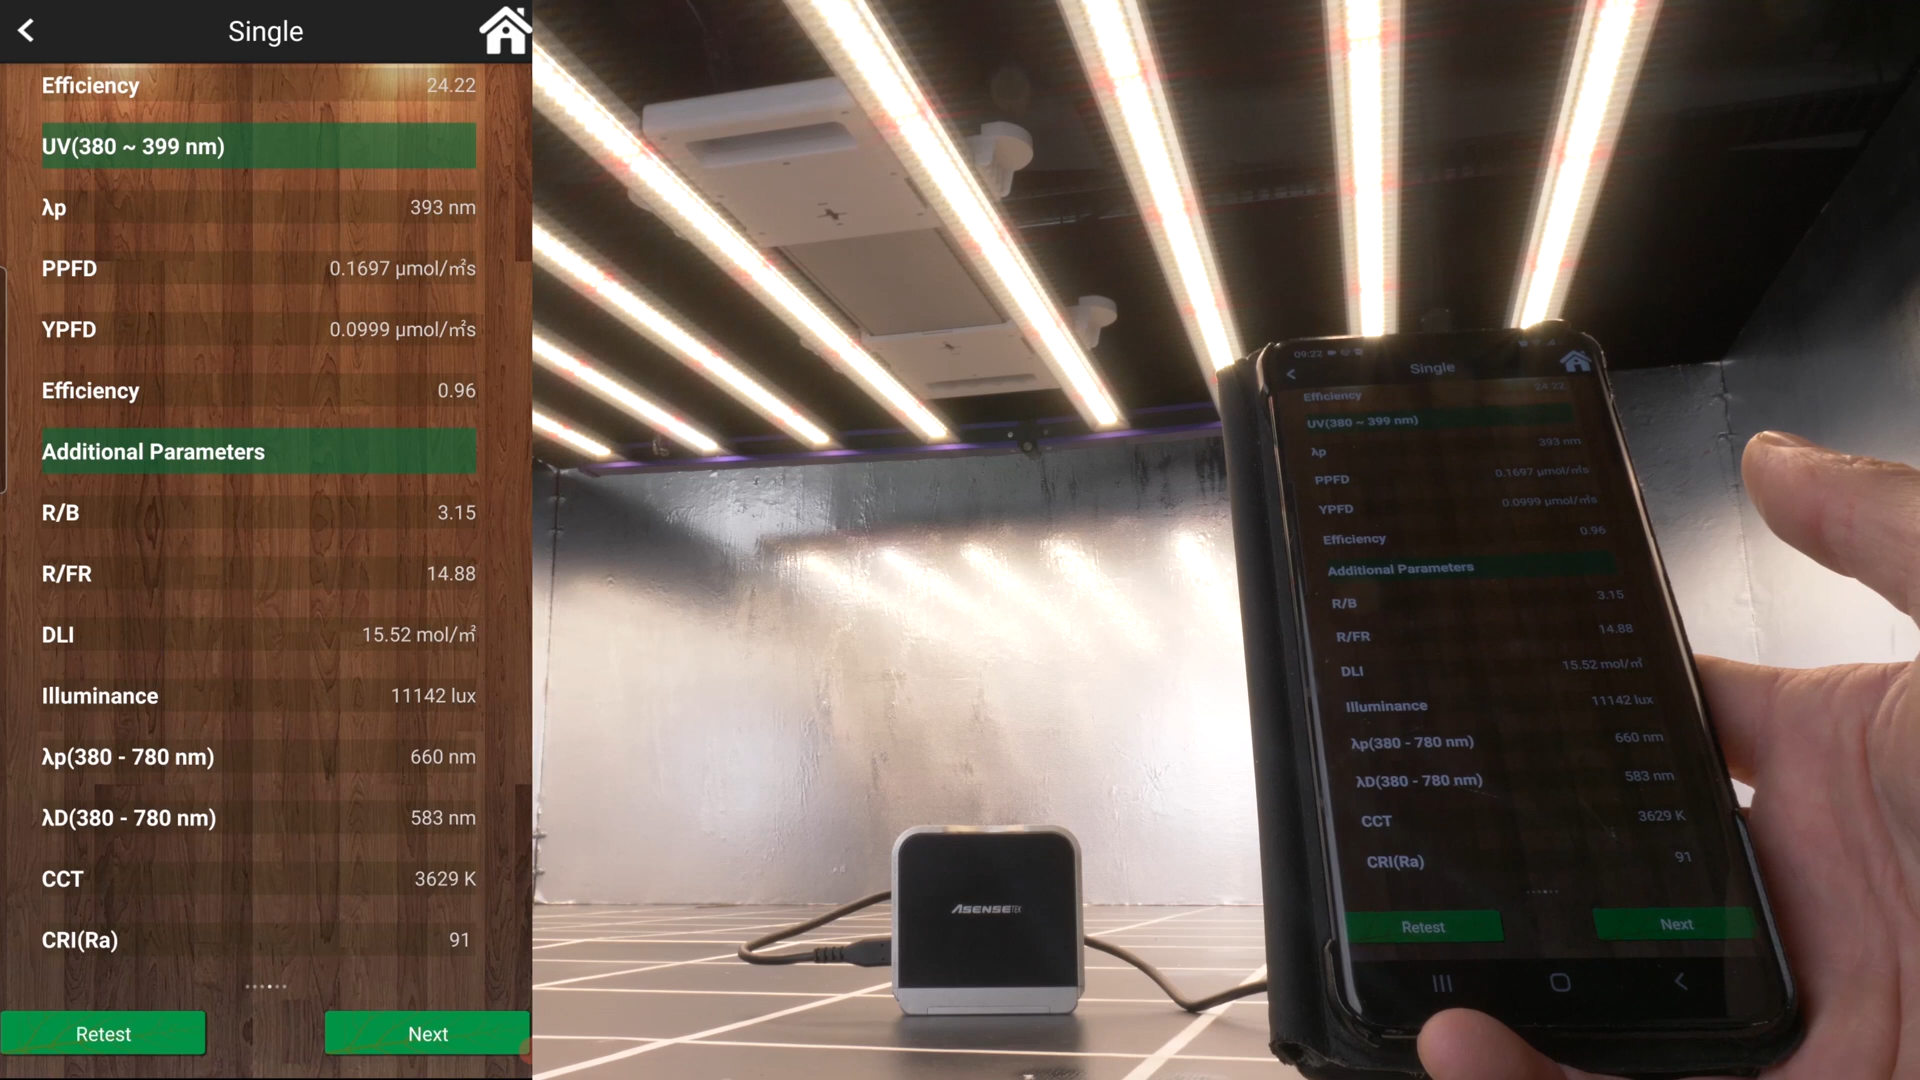 Single
Efficiency 24.22
UV(380 ~ 399 nm)
λp 393 nm
PPFD 0.1697 μmol/㎡s
YPFD 0.0999 μmol/㎡s
Efficiency 0.96
Additional Parameters
R/B 3.15
R/FR 14.88
DLI 15.52 mol/㎡
Illuminance 11142 lux
λp(380 - 780 nm) 660 nm
λD(380 - 780 nm) 583 nm
CCT 3629 K
CRI(Ra) 91
Retest Next
ASENSETEK
09:22
Single
Efficiency 24.22
UV(380 ~ 399 nm)
λp 393 nm
PPFD 0.1697 μmol/㎡s
YPFD 0.0999 μmol/㎡s
Efficiency 0.96
Additional Parameters
R/B 3.15
R/FR 14.88
DLI 15.52 mol/㎡
Illuminance 11142 lux
λp(380 - 780 nm) 660 nm
λD(380 - 780 nm) 583 nm
CCT 3629 K
CRI(Ra) 91
Retest Next